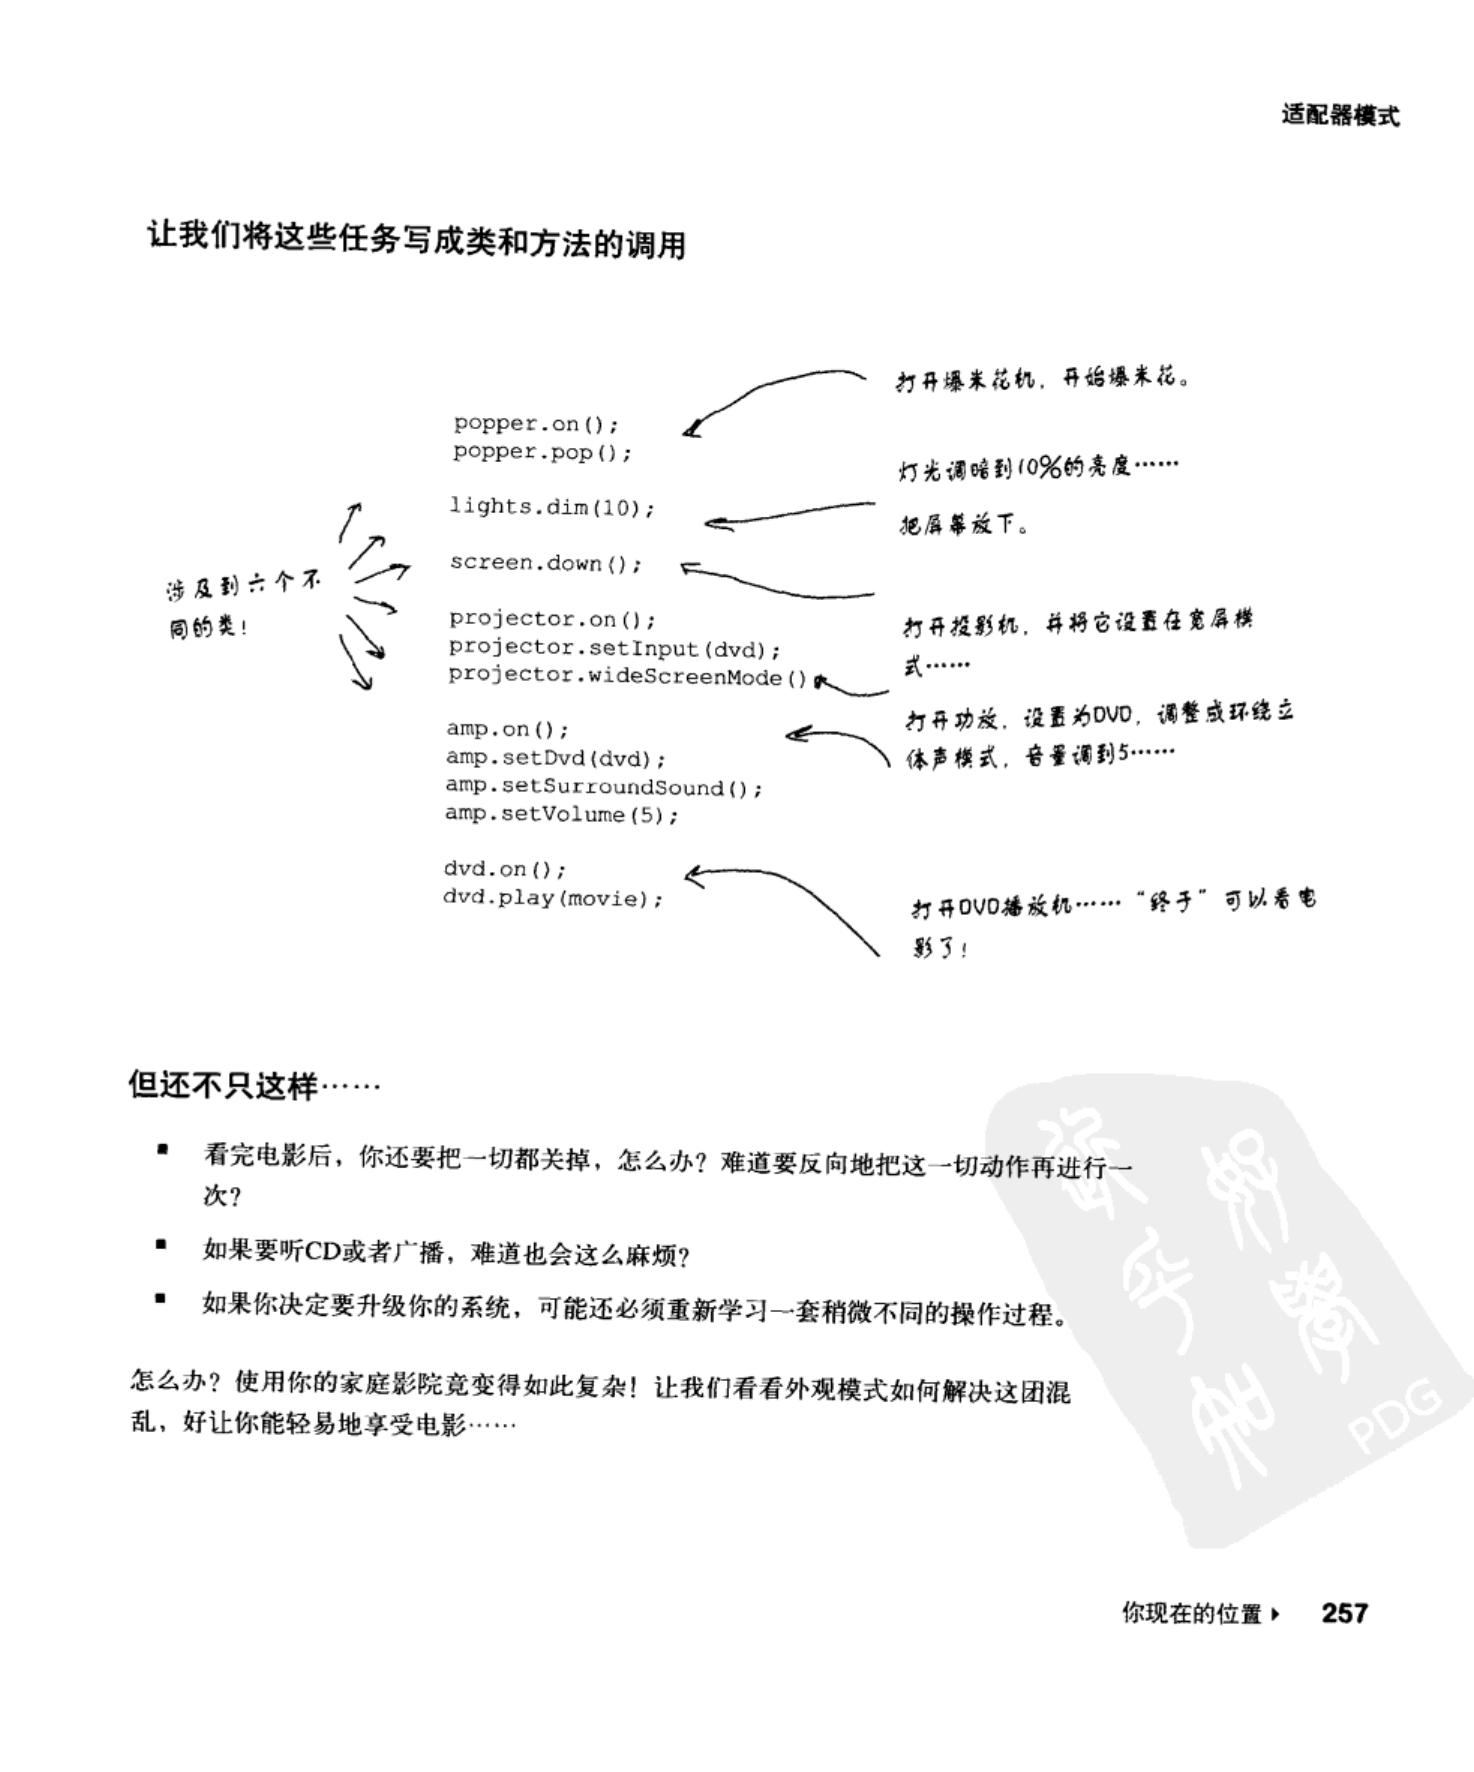 适配器模式
让我们将这些任务写成类和方法的调用
打开爆米花机，开始爆米花。
popper.on();
popper.pop();
灯光调暗到10%的亮度……
lights.dim(10);
把屏幕放下。
screen.down();
涉及到六个不
同的类！
projector.on();
projector.setInput(dvd);
projector.wideScreenMode()
打开投影机，并将它设置在宽屏模
式……
amp.on();
amp.setDvd(dvd);
amp.setSurroundSound();
amp.setVolume(5);
打开功放，设置为DVD，调整成环绕立
体声模式，音量调到5……
dvd.on();
dvd.play(movie);
打开DVD播放机……“终于”可以看电
影了！
但还不只这样……
■ 看完电影后，你还要把一切都关掉，怎么办？难道要反向地把这一切动作再进行一
次？
■ 如果要听CD或者广播，难道也会这么麻烦？
■ 如果你决定要升级你的系统，可能还必须重新学习一套稍微不同的操作过程。
怎么办？使用你的家庭影院竟变得如此复杂！让我们看看外观模式如何解决这团混
乱，好让你能轻易地享受电影……
PDG
你现在的位置▸ 257